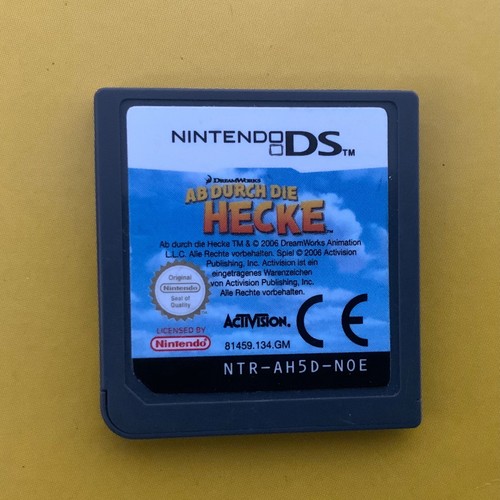 NINTENDO DS™
DREAMWORKS
AB DURCH DIE
HECKE™
Ab durch die Hecke TM & © 2006 DreamWorks Animation
L.L.C. Alle Rechte vorbehalten. Spiel © 2006 Activision
Publishing, Inc. Activision ist ein
eingetragenes Warenzeichen
von Activision Publishing, Inc.
Alle Rechte vorbehalten.
Original
Nintendo
Seal of
Quality
LICENSED BY
Nintendo
ACTIVISION.
CE
81459.134.GM
NTR-AH5D-NOE